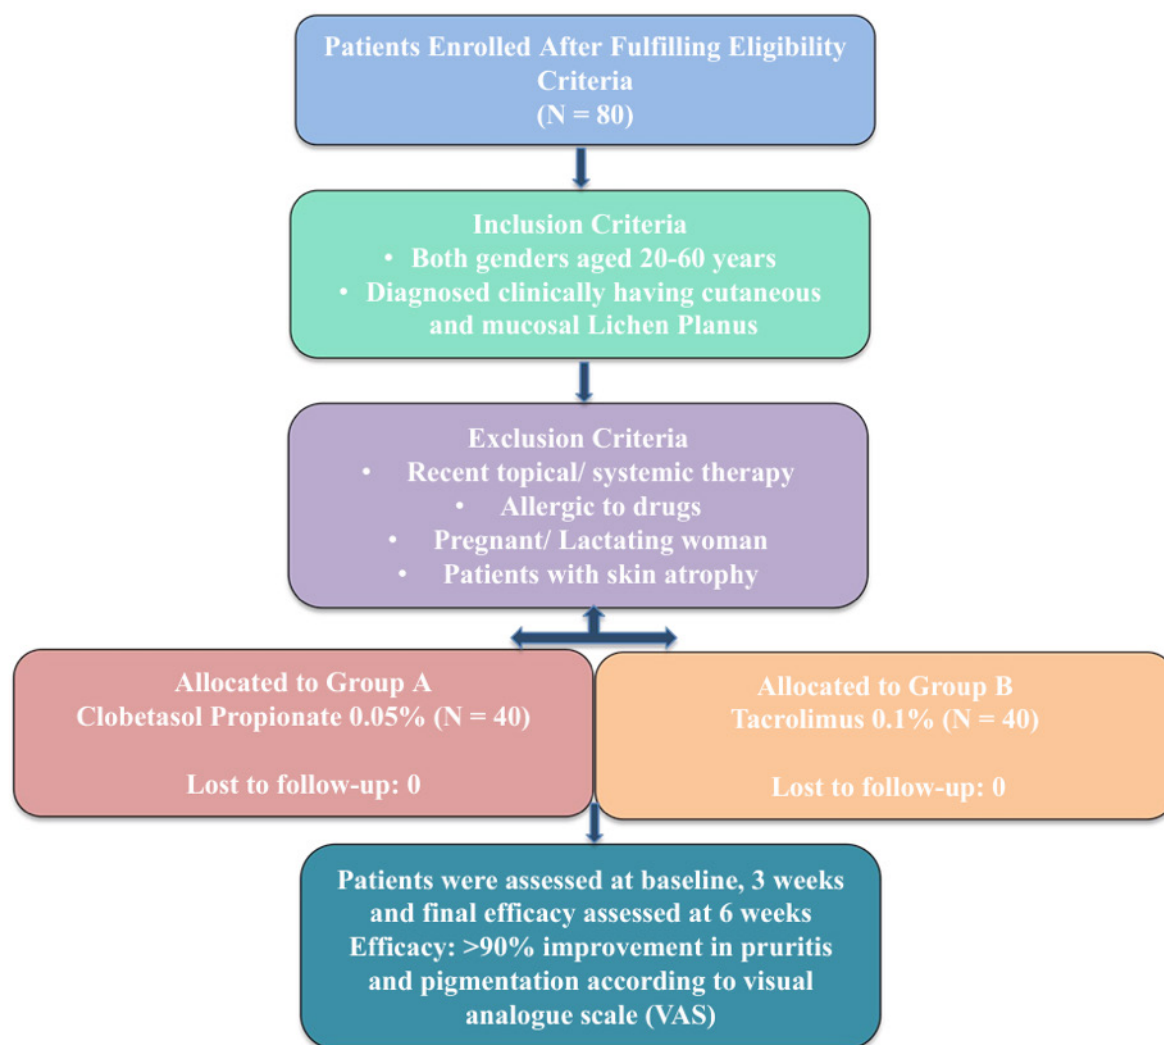 Patients Enrolled After Fulfilling Eligibility
Criteria
(N = 80)
Inclusion Criteria
• Both genders aged 20-60 years
• Diagnosed clinically having cutaneous
and mucosal Lichen Planus
Exclusion Criteria
• Recent topical/ systemic therapy
• Allergic to drugs
• Pregnant/ Lactating woman
• Patients with skin atrophy
Allocated to Group A
Clobetasol Propionate 0.05% (N = 40)
Lost to follow-up: 0
Allocated to Group B
Tacrolimus 0.1% (N = 40)
Lost to follow-up: 0
Patients were assessed at baseline, 3 weeks
and final efficacy assessed at 6 weeks
Efficacy: >90% improvement in pruritis
and pigmentation according to visual
analogue scale (VAS)